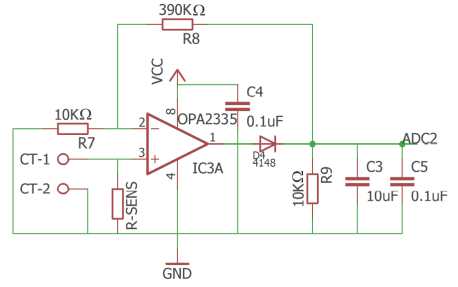 390KΩ
R8
VCC
C4
8
OPA2335
0.1uF
10KΩ
2
1
ADC2
R7
D4
4148
CT-1
3
IC3A
C3
C5
CT-2
4
R-SENS
10KΩ
R9
10uF
0.1uF
GND